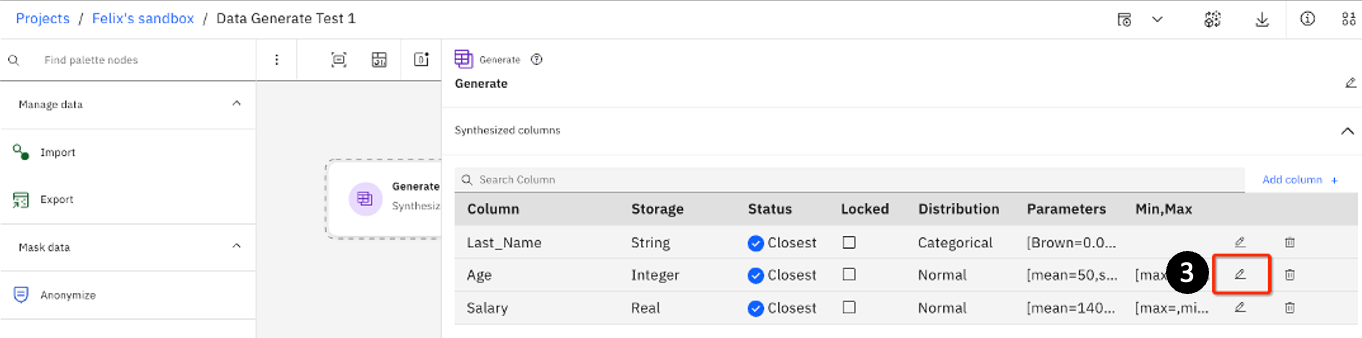 Projects / Felix's sandbox / Data Generate Test 1
Find palette nodes
Manage data
Import
Export
Mask data
Anonymize
Generate
Synthesiz
Generate
Generate
Synthesized columns
Search Column
Add column +
Column Storage Status Locked Distribution Parameters Min,Max
Last_Name String Closest Categorical [Brown=0.0...
Age Integer Closest Normal [mean=50,s... [max= 3
Salary Real Closest Normal [mean=140... [max=,mi...